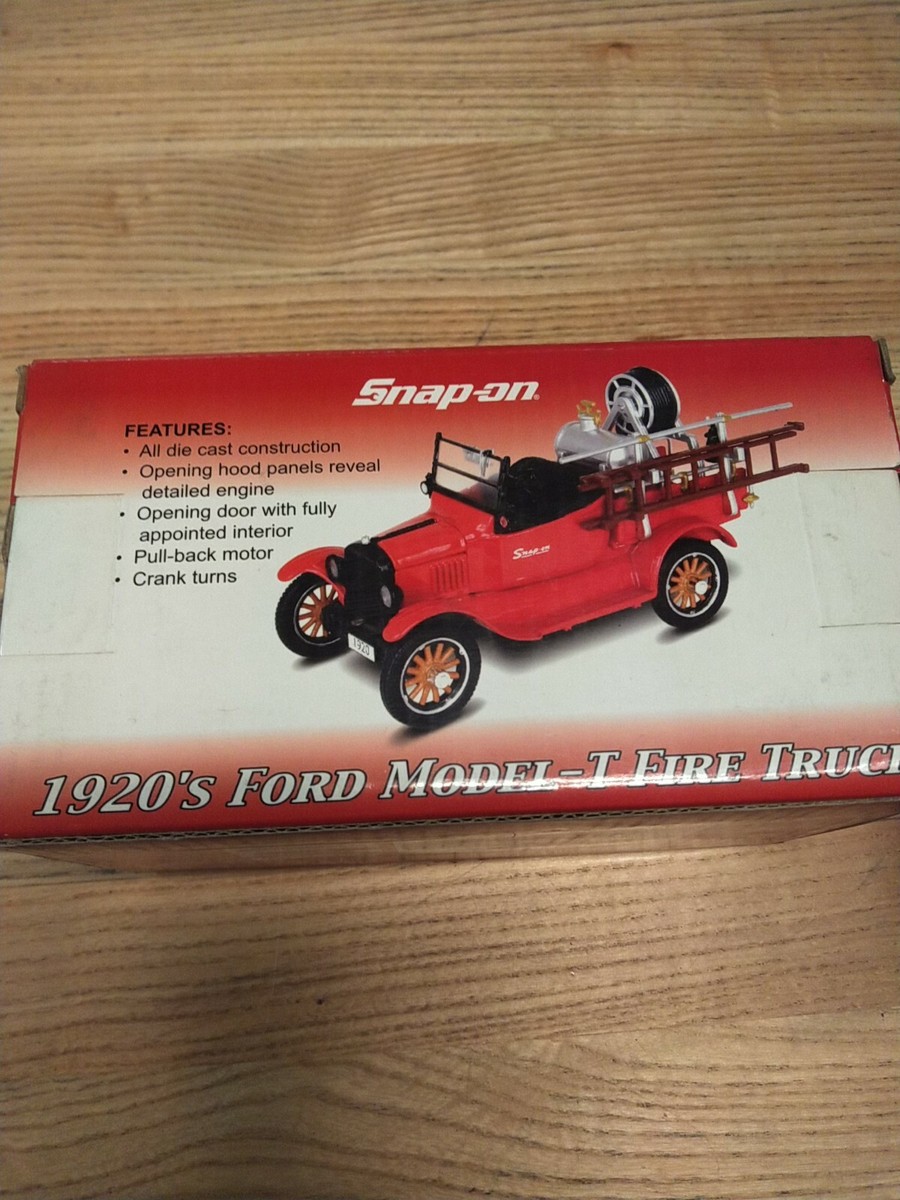 Snap-on
FEATURES:
• All die cast construction
• Opening hood panels reveal
detailed engine
• Opening door with fully
appointed interior
• Pull-back motor
• Crank turns
Snap-on
1920
1920's FORD MODEL-T FIRE TRUCK